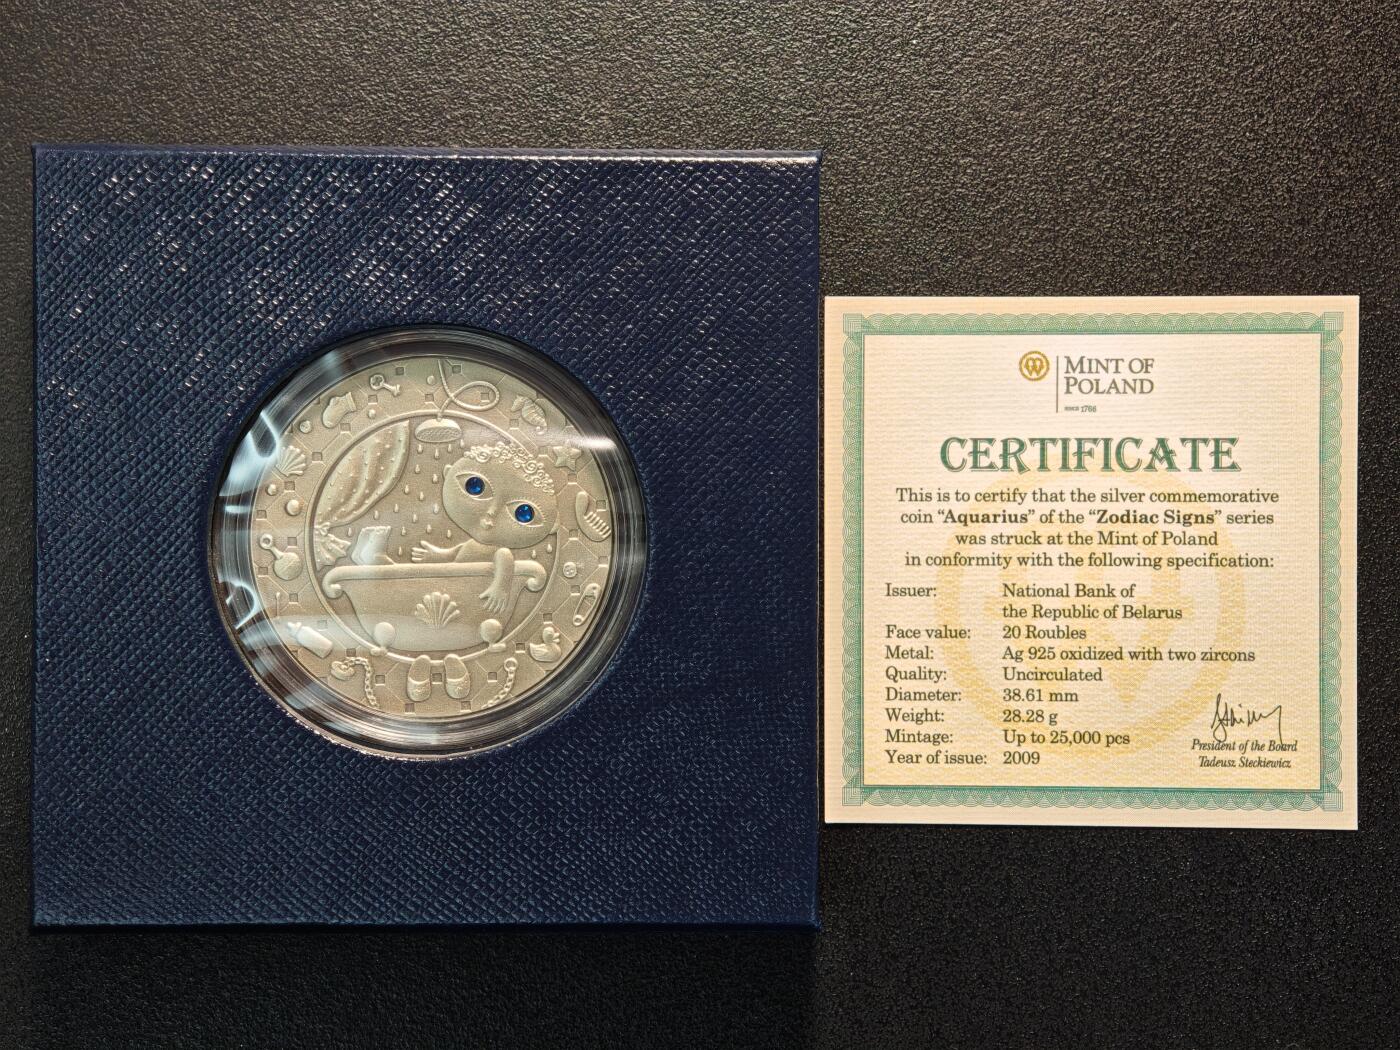 MINT OF
POLAND
SINCE 1766
CERTIFICATE
This is to certify that the silver commemorative
coin “Aquarius” of the “Zodiac Signs” series
was struck at the Mint of Poland
in conformity with the following specification:
Issuer: National Bank of
the Republic of Belarus
Face value: 20 Roubles
Metal: Ag 925 oxidized with two zircons
Quality: Uncirculated
Diameter: 38.61 mm
Weight: 28.28 g
Mintage: Up to 25,000 pcs
Year of issue: 2009
President of the Board
Tadeusz Steckiewicz